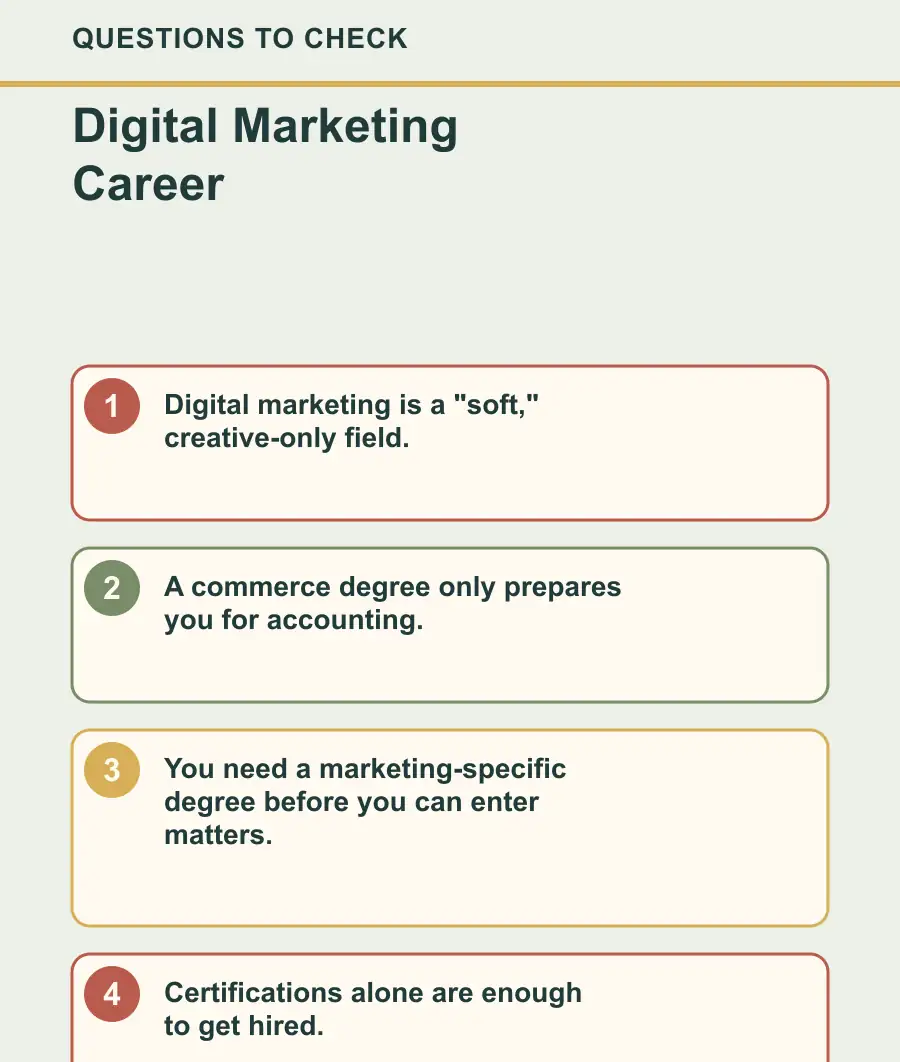 QUESTIONS TO CHECK
Digital Marketing
Career
1
Digital marketing is a "soft,"
creative-only field.
2
A commerce degree only prepares
you for accounting.
3
You need a marketing-specific
degree before you can enter
matters.
4
Certifications alone are enough
to get hired.